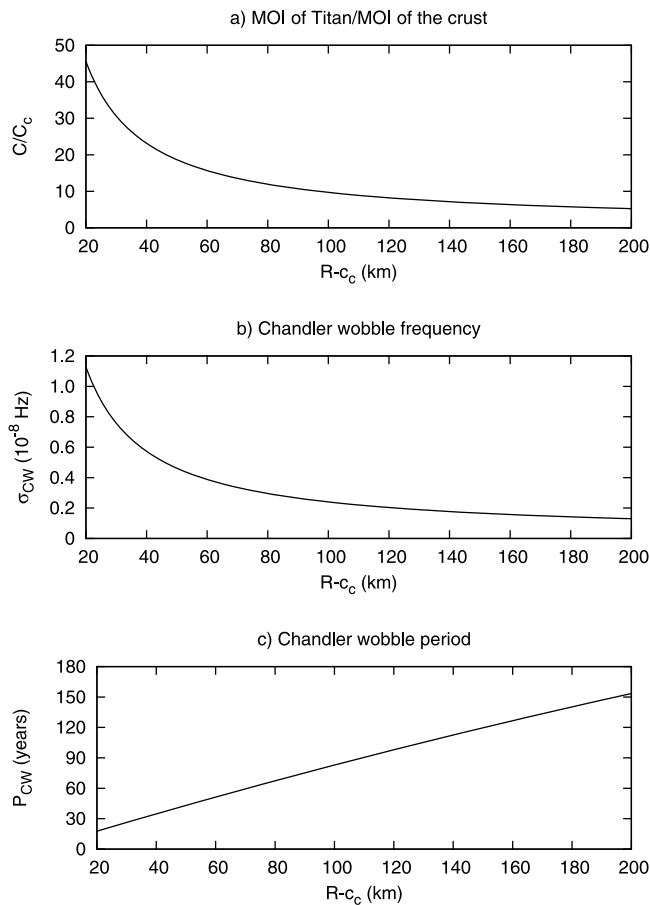 a) MOI of Titan/MOI of the crust
50
40
30
20
10
0
C/Cc
20 40 60 80 100 120 140 160 180 200
R-cc (km)
b) Chandler wobble frequency
1.2
1.0
0.8
0.6
0.4
0.2
0
σCW (10-8 Hz)
20 40 60 80 100 120 140 160 180 200
R-cc (km)
c) Chandler wobble period
180
150
120
90
60
30
0
PCW (years)
20 40 60 80 100 120 140 160 180 200
R-cc (km)